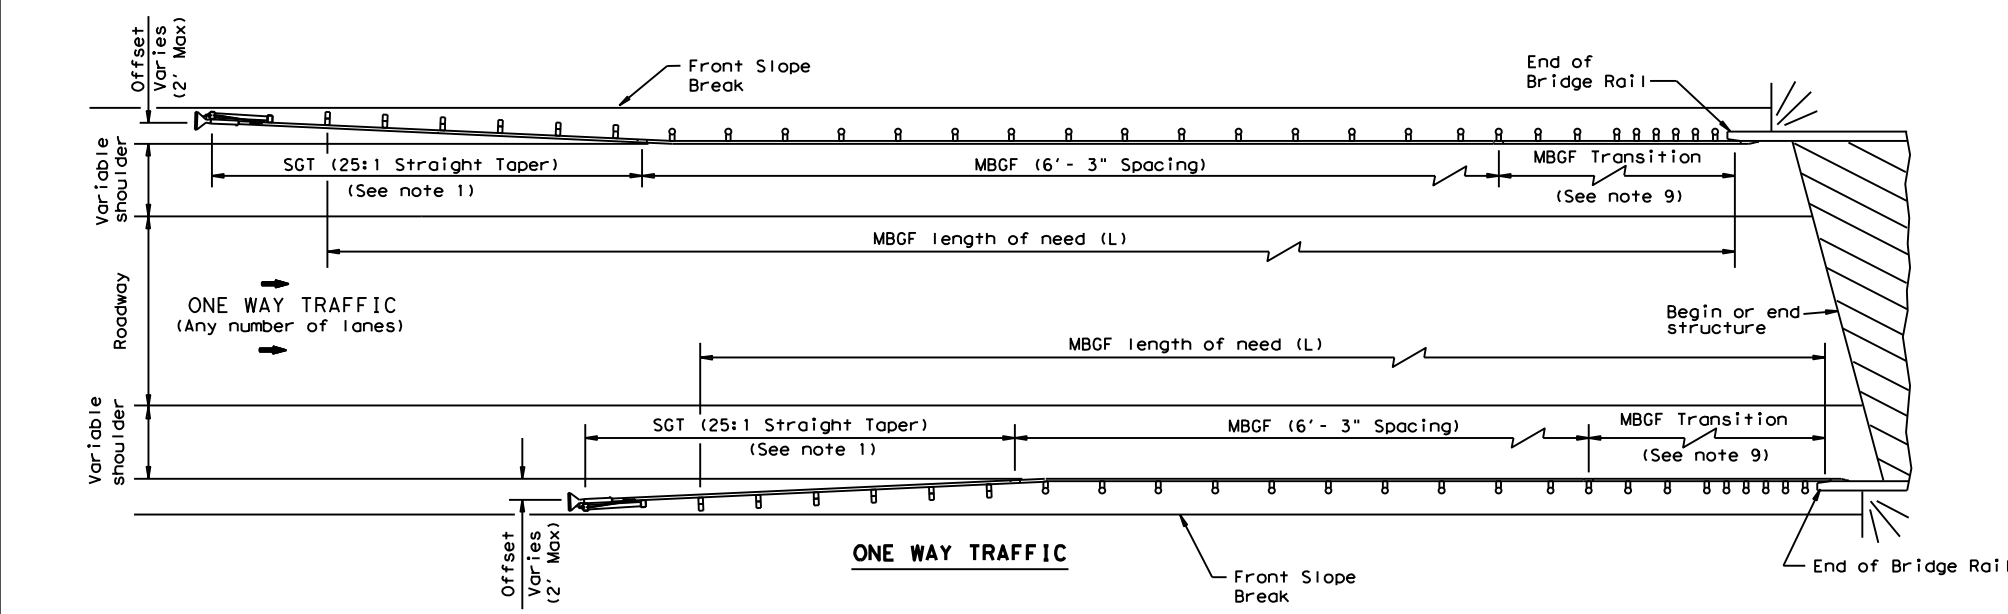 Offset
Varies
(2' Max)
Front Slope
Break
End of
Bridge Rail
Variable
shoulder
SGT (25:1 Straight Taper)
(See note 1)
MBGF (6'- 3" Spacing)
MBGF Transition
(See note 9)
MBGF length of need (L)
Roadway
ONE WAY TRAFFIC
(Any number of lanes)
Begin or end
structure
MBGF length of need (L)
Variable
shoulder
SGT (25:1 Straight Taper)
(See note 1)
MBGF (6'- 3" Spacing)
MBGF Transition
(See note 9)
Offset
Varies
(2' Max)
ONE WAY TRAFFIC
Front Slope
Break
End of Bridge Rail